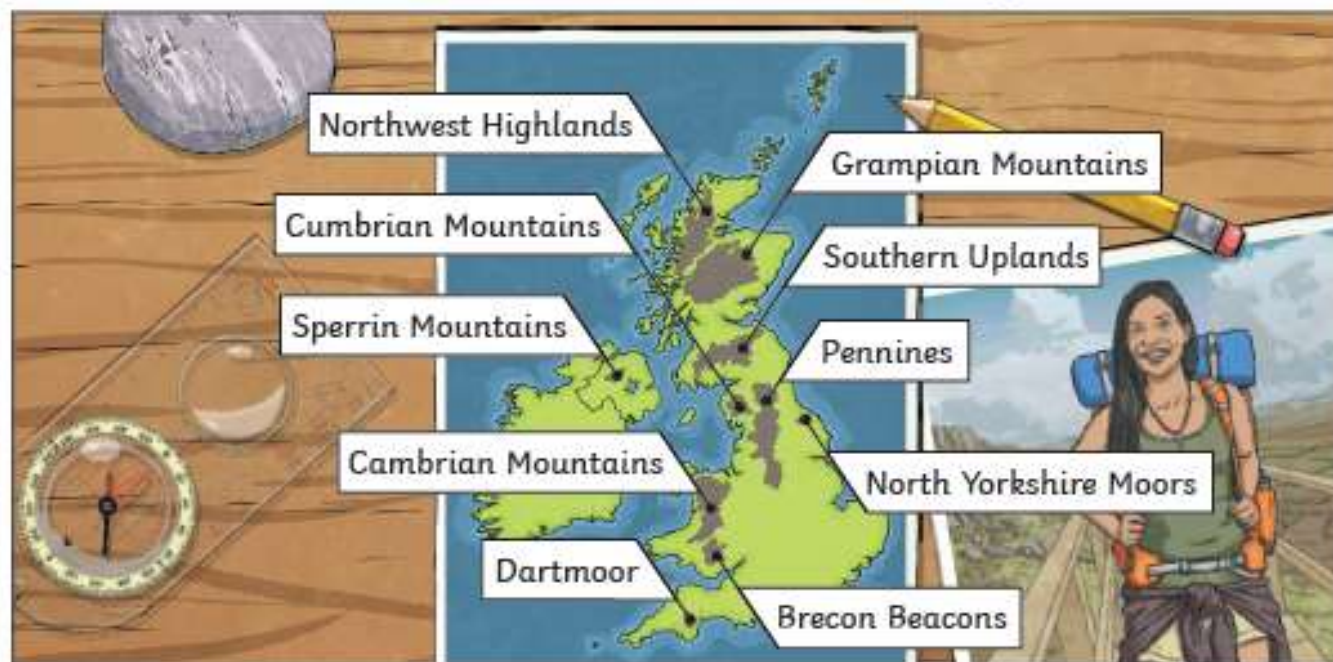 Northwest Highlands
Grampian Mountains
Cumbrian Mountains
Southern Uplands
Sperrin Mountains
Pennines
Cambrian Mountains
North Yorkshire Moors
Dartmoor
Brecon Beacons